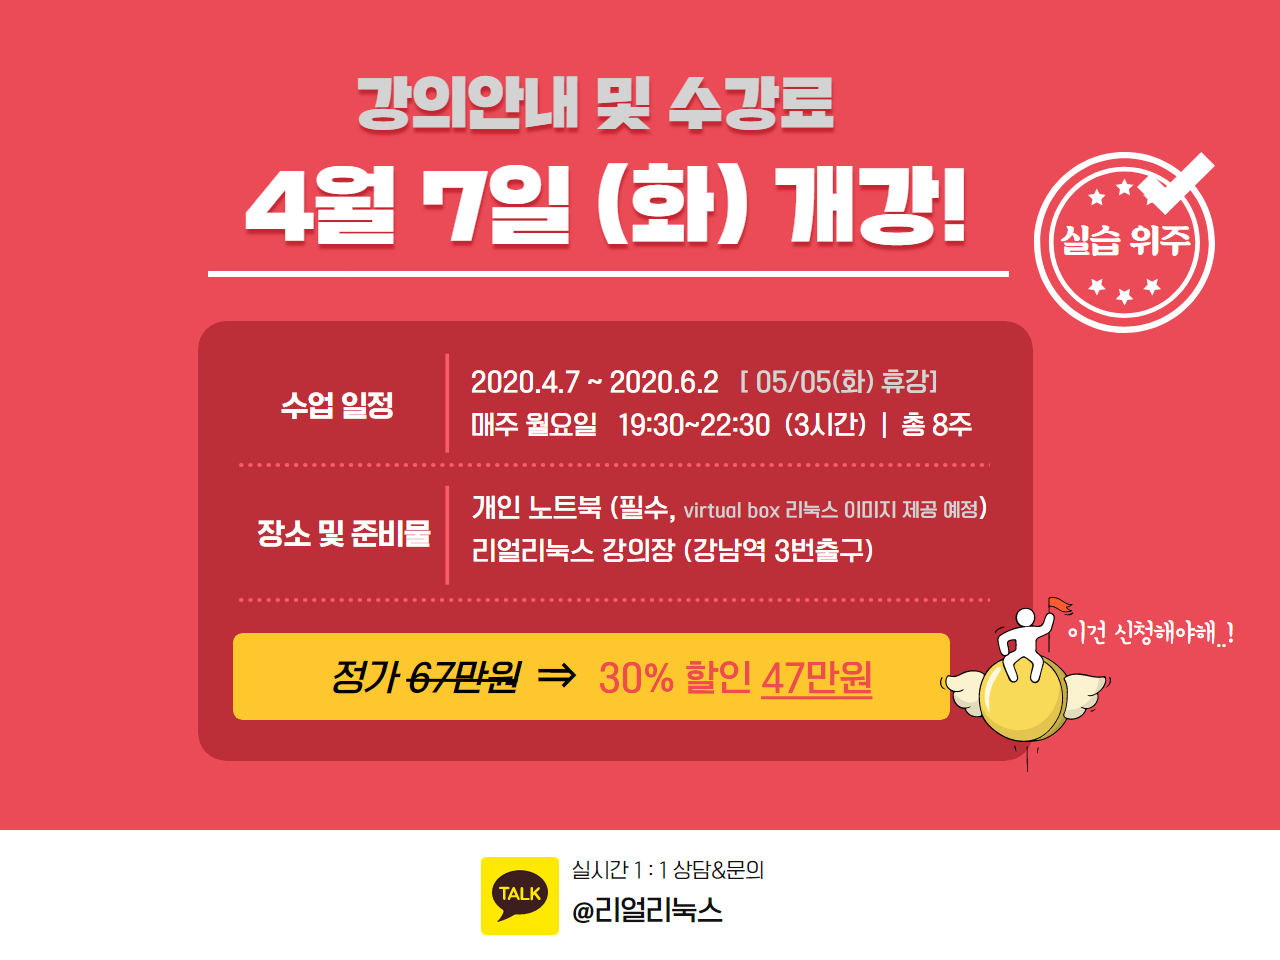 강의안내 및 수강료
4월 7일 (화) 개강!
실습 위주
수업 일정
2020.4.7 ~ 2020.6.2 [ 05/05(화) 휴강]
매주 월요일 19:30~22:30 (3시간) | 총 8주
장소 및 준비물
개인 노트북 (필수, virtual box 리눅스 이미지 제공 예정)
리얼리눅스 강의장 (강남역 3번출구)
정가 67만원 ⇒ 30% 할인 47만원
이건 신청해야해..!
TALK
실시간 1 : 1 상담&문의
@리얼리눅스